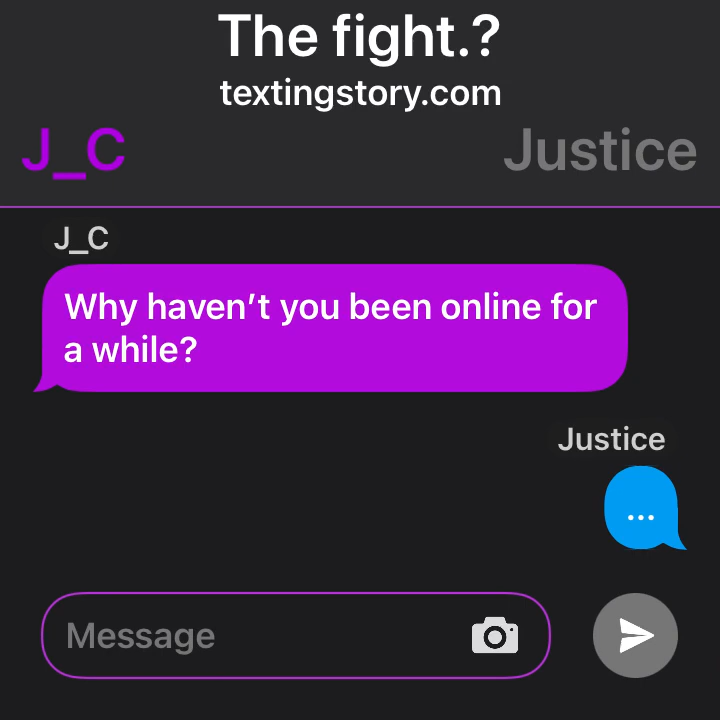 The fight.?
textingstory.com
J_C Justice
J_C
Why haven’t you been online for
a while?
Justice
...
Message